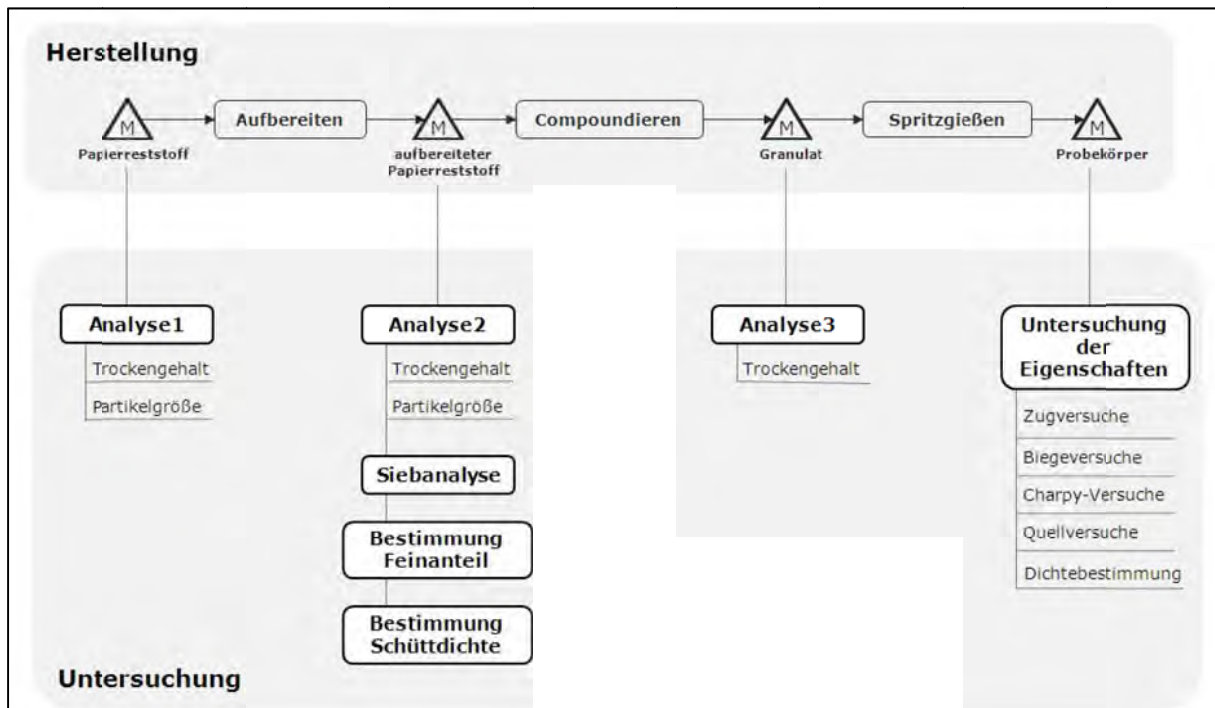 Herstellung
M
Aufbereiten
M
Compoundieren
M
Spritzgießen
M
Papierreststoff
aufbereiteter
Papierreststoff
Granulat
Probekörper
Analyse1
Trockengehalt
Partikelgröße
Analyse2
Trockengehalt
Partikelgröße
Siebanalyse
Bestimmung
Feinanteil
Bestimmung
Schüttdichte
Analyse3
Trockengehalt
Untersuchung
der
Eigenschaften
Zugversuche
Biegeversuche
Charpy-Versuche
Quellversuche
Dichtebestimmung
Untersuchung